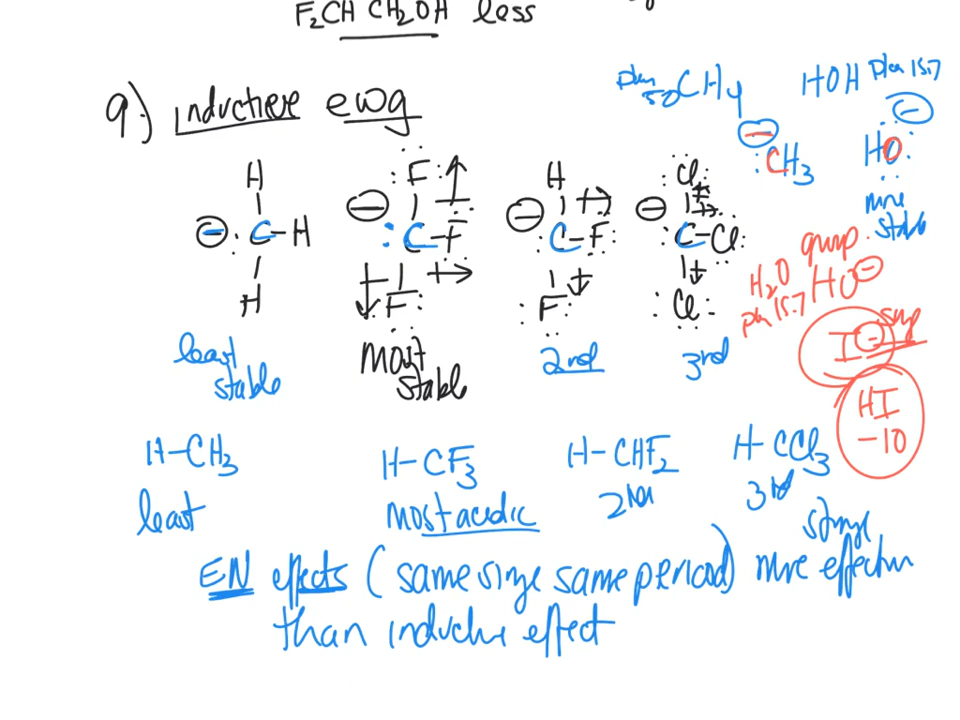 F₂CH CH₂OH less
9.) inductive ewg
pka 50 CH₄
HOH pka 15.7
⊖
:CH₃
⊖
HO:
more stable
H
⊖:C-H
H
⊖ :F:
:C-F
:F:
⊖ H
:C-F:
:F:
⊖ :Cl:
:C-Cl:
:Cl:
least stable
most stable
2nd
3rd
group
H₂O HO⊖
pka 15.7
I⊖
HI
-10
H-CH₃
least
H-CF₃
most acidic
H-CHF₂
2nd
H-CCl₃
3rd
EN effects (same size same period) more effective
than inductive effect